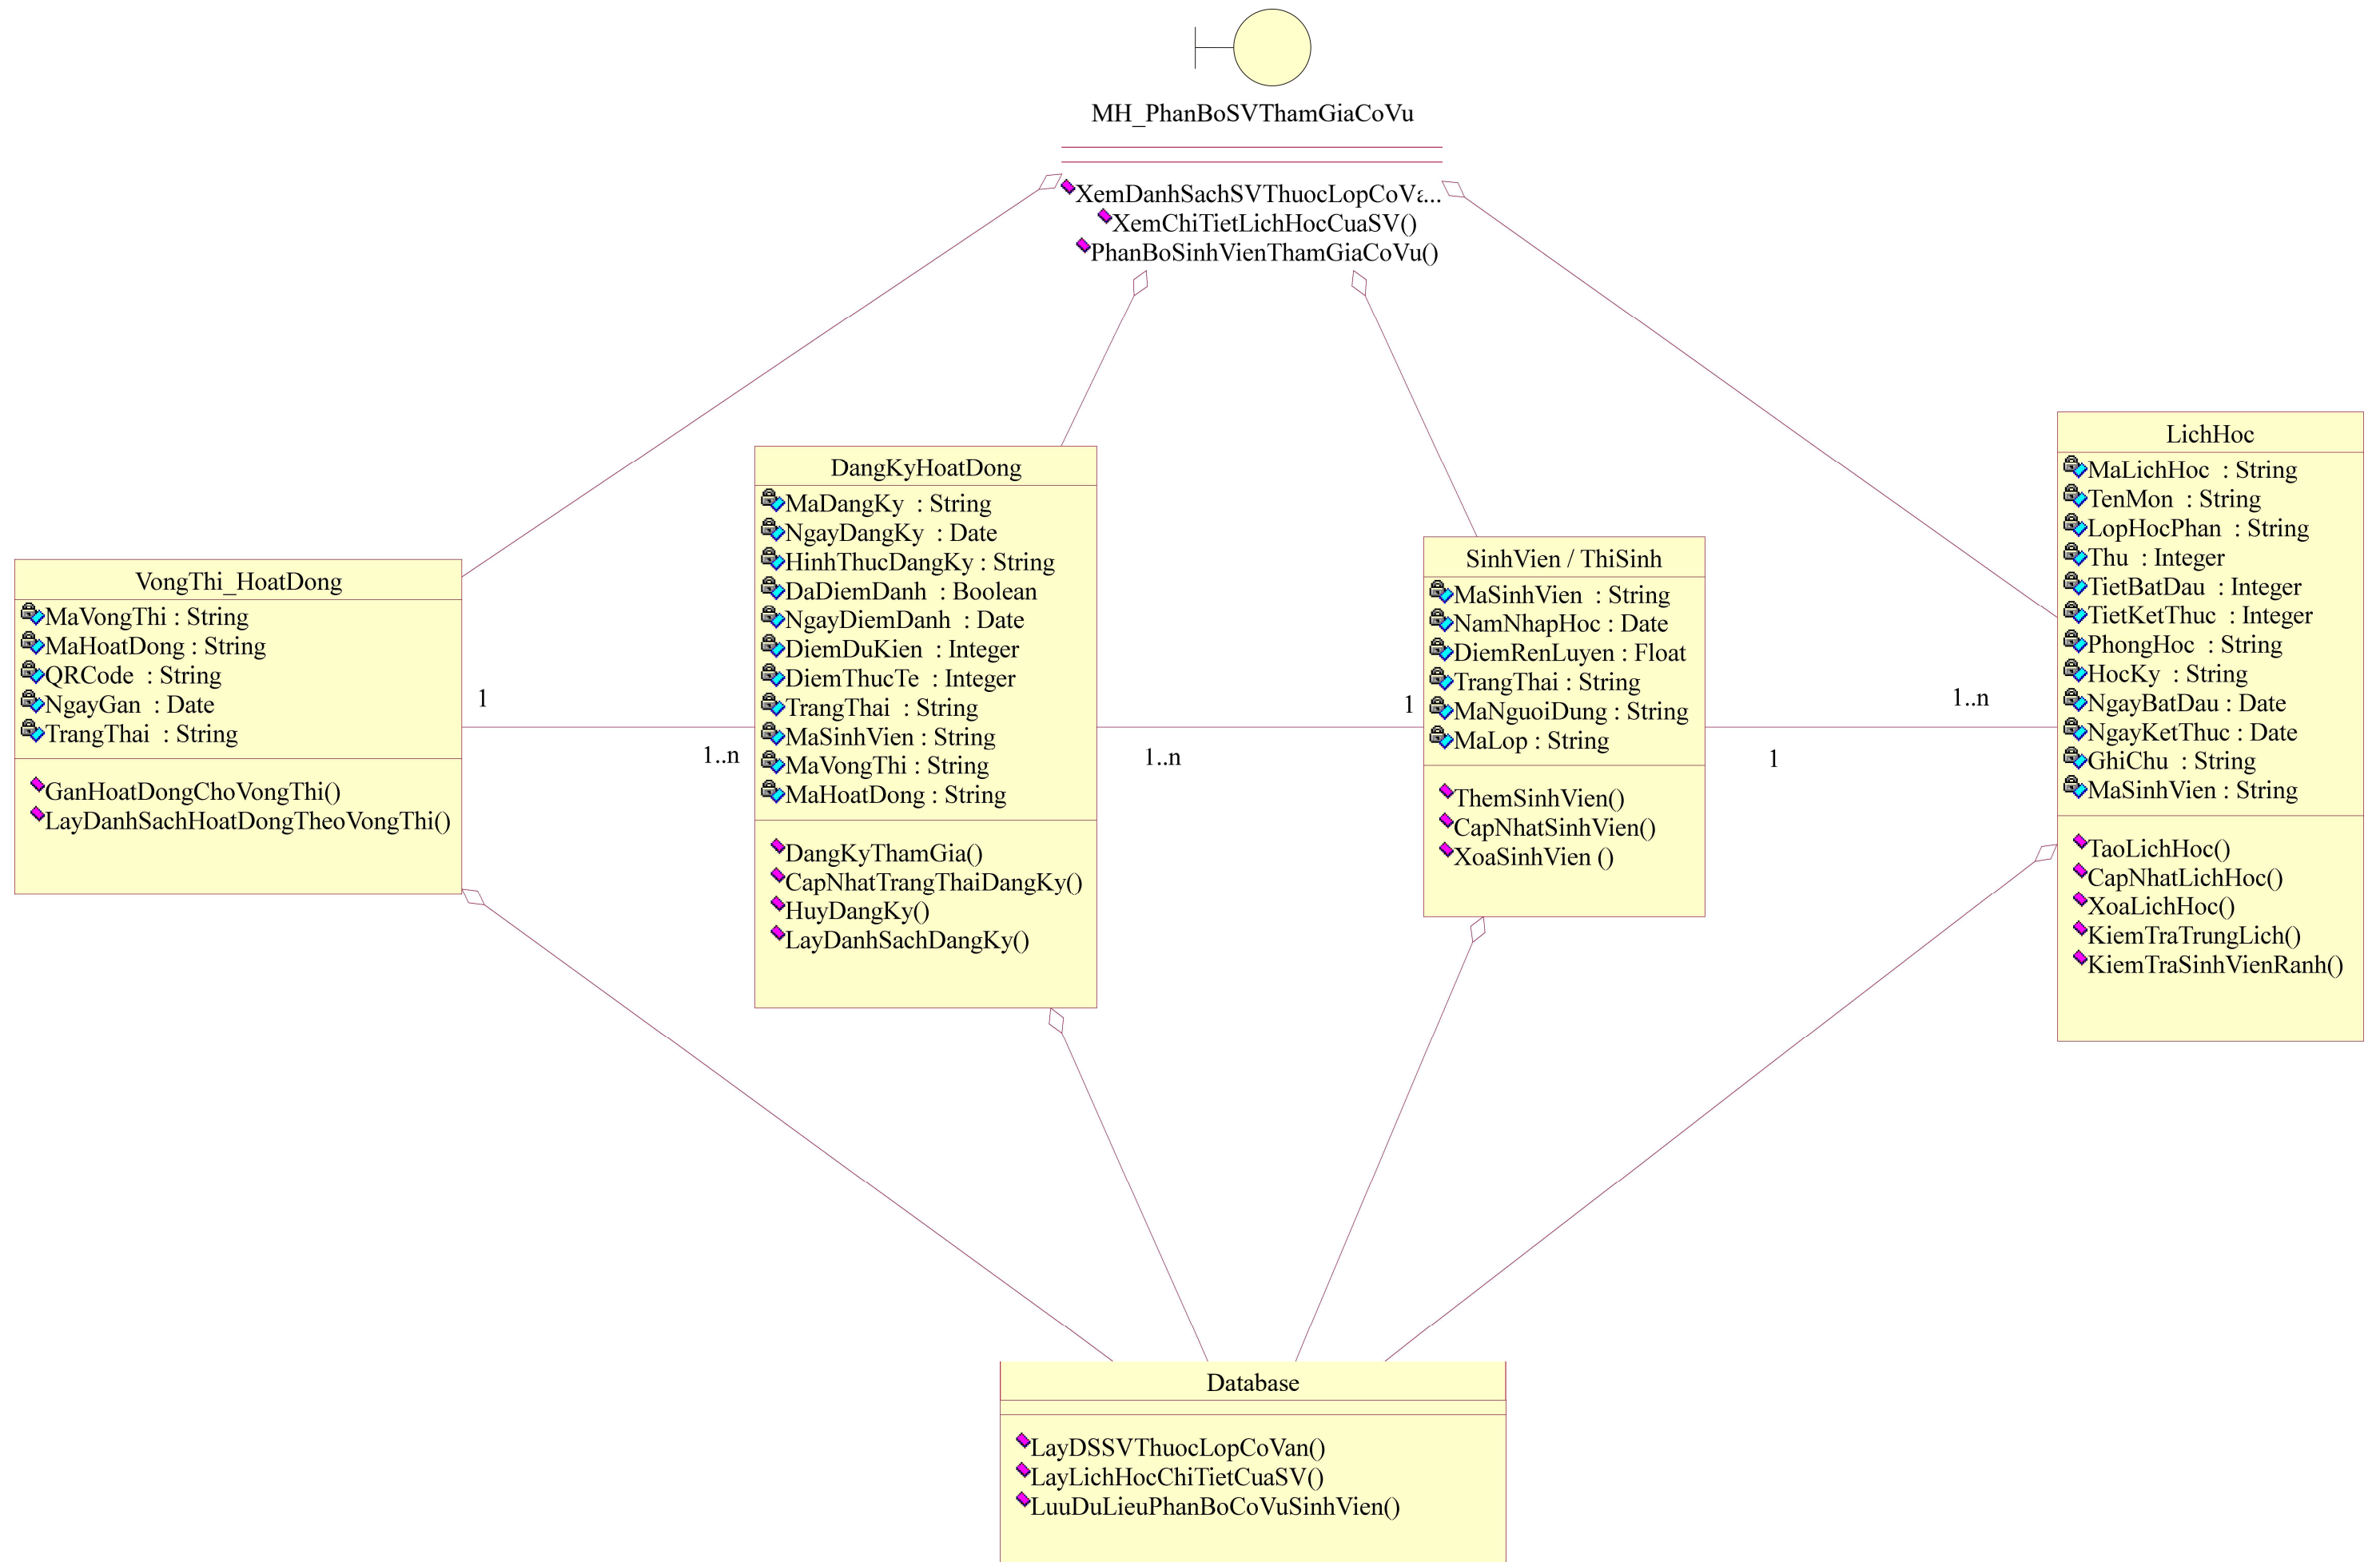 MH_PhanBoSVThamGiaCoVu
XemDanhSachSVThuocLopCoVa...
XemChiTietLichHocCuaSV()
PhanBoSinhVienThamGiaCoVu()
VongThi_HoatDong
MaVongThi : String
MaHoatDong : String
QRCode : String
NgayGan : Date
TrangThai : String
GanHoatDongChoVongThi()
LayDanhSachHoatDongTheoVongThi()
1
1..n
DangKyHoatDong
MaDangKy : String
NgayDangKy : Date
HinhThucDangKy : String
DaDiemDanh : Boolean
NgayDiemDanh : Date
DiemDuKien : Integer
DiemThucTe : Integer
TrangThai : String
MaSinhVien : String
MaVongThi : String
MaHoatDong : String
DangKyThamGia()
CapNhatTrangThaiDangKy()
HuyDangKy()
LayDanhSachDangKy()
1..n
1
SinhVien / ThiSinh
MaSinhVien : String
NamNhapHoc : Date
DiemRenLuyen : Float
TrangThai : String
MaNguoiDung : String
MaLop : String
ThemSinhVien()
CapNhatSinhVien()
XoaSinhVien ()
1
1..n
LichHoc
MaLichHoc : String
TenMon : String
LopHocPhan : String
Thu : Integer
TietBatDau : Integer
TietKetThuc : Integer
PhongHoc : String
HocKy : String
NgayBatDau : Date
NgayKetThuc : Date
GhiChu : String
MaSinhVien : String
TaoLichHoc()
CapNhatLichHoc()
XoaLichHoc()
KiemTraTrungLich()
KiemTraSinhVienRanh()
Database
LayDSSVThuocLopCoVan()
LayLichHocChiTietCuaSV()
LuuDuLieuPhanBoCoVuSinhVien()